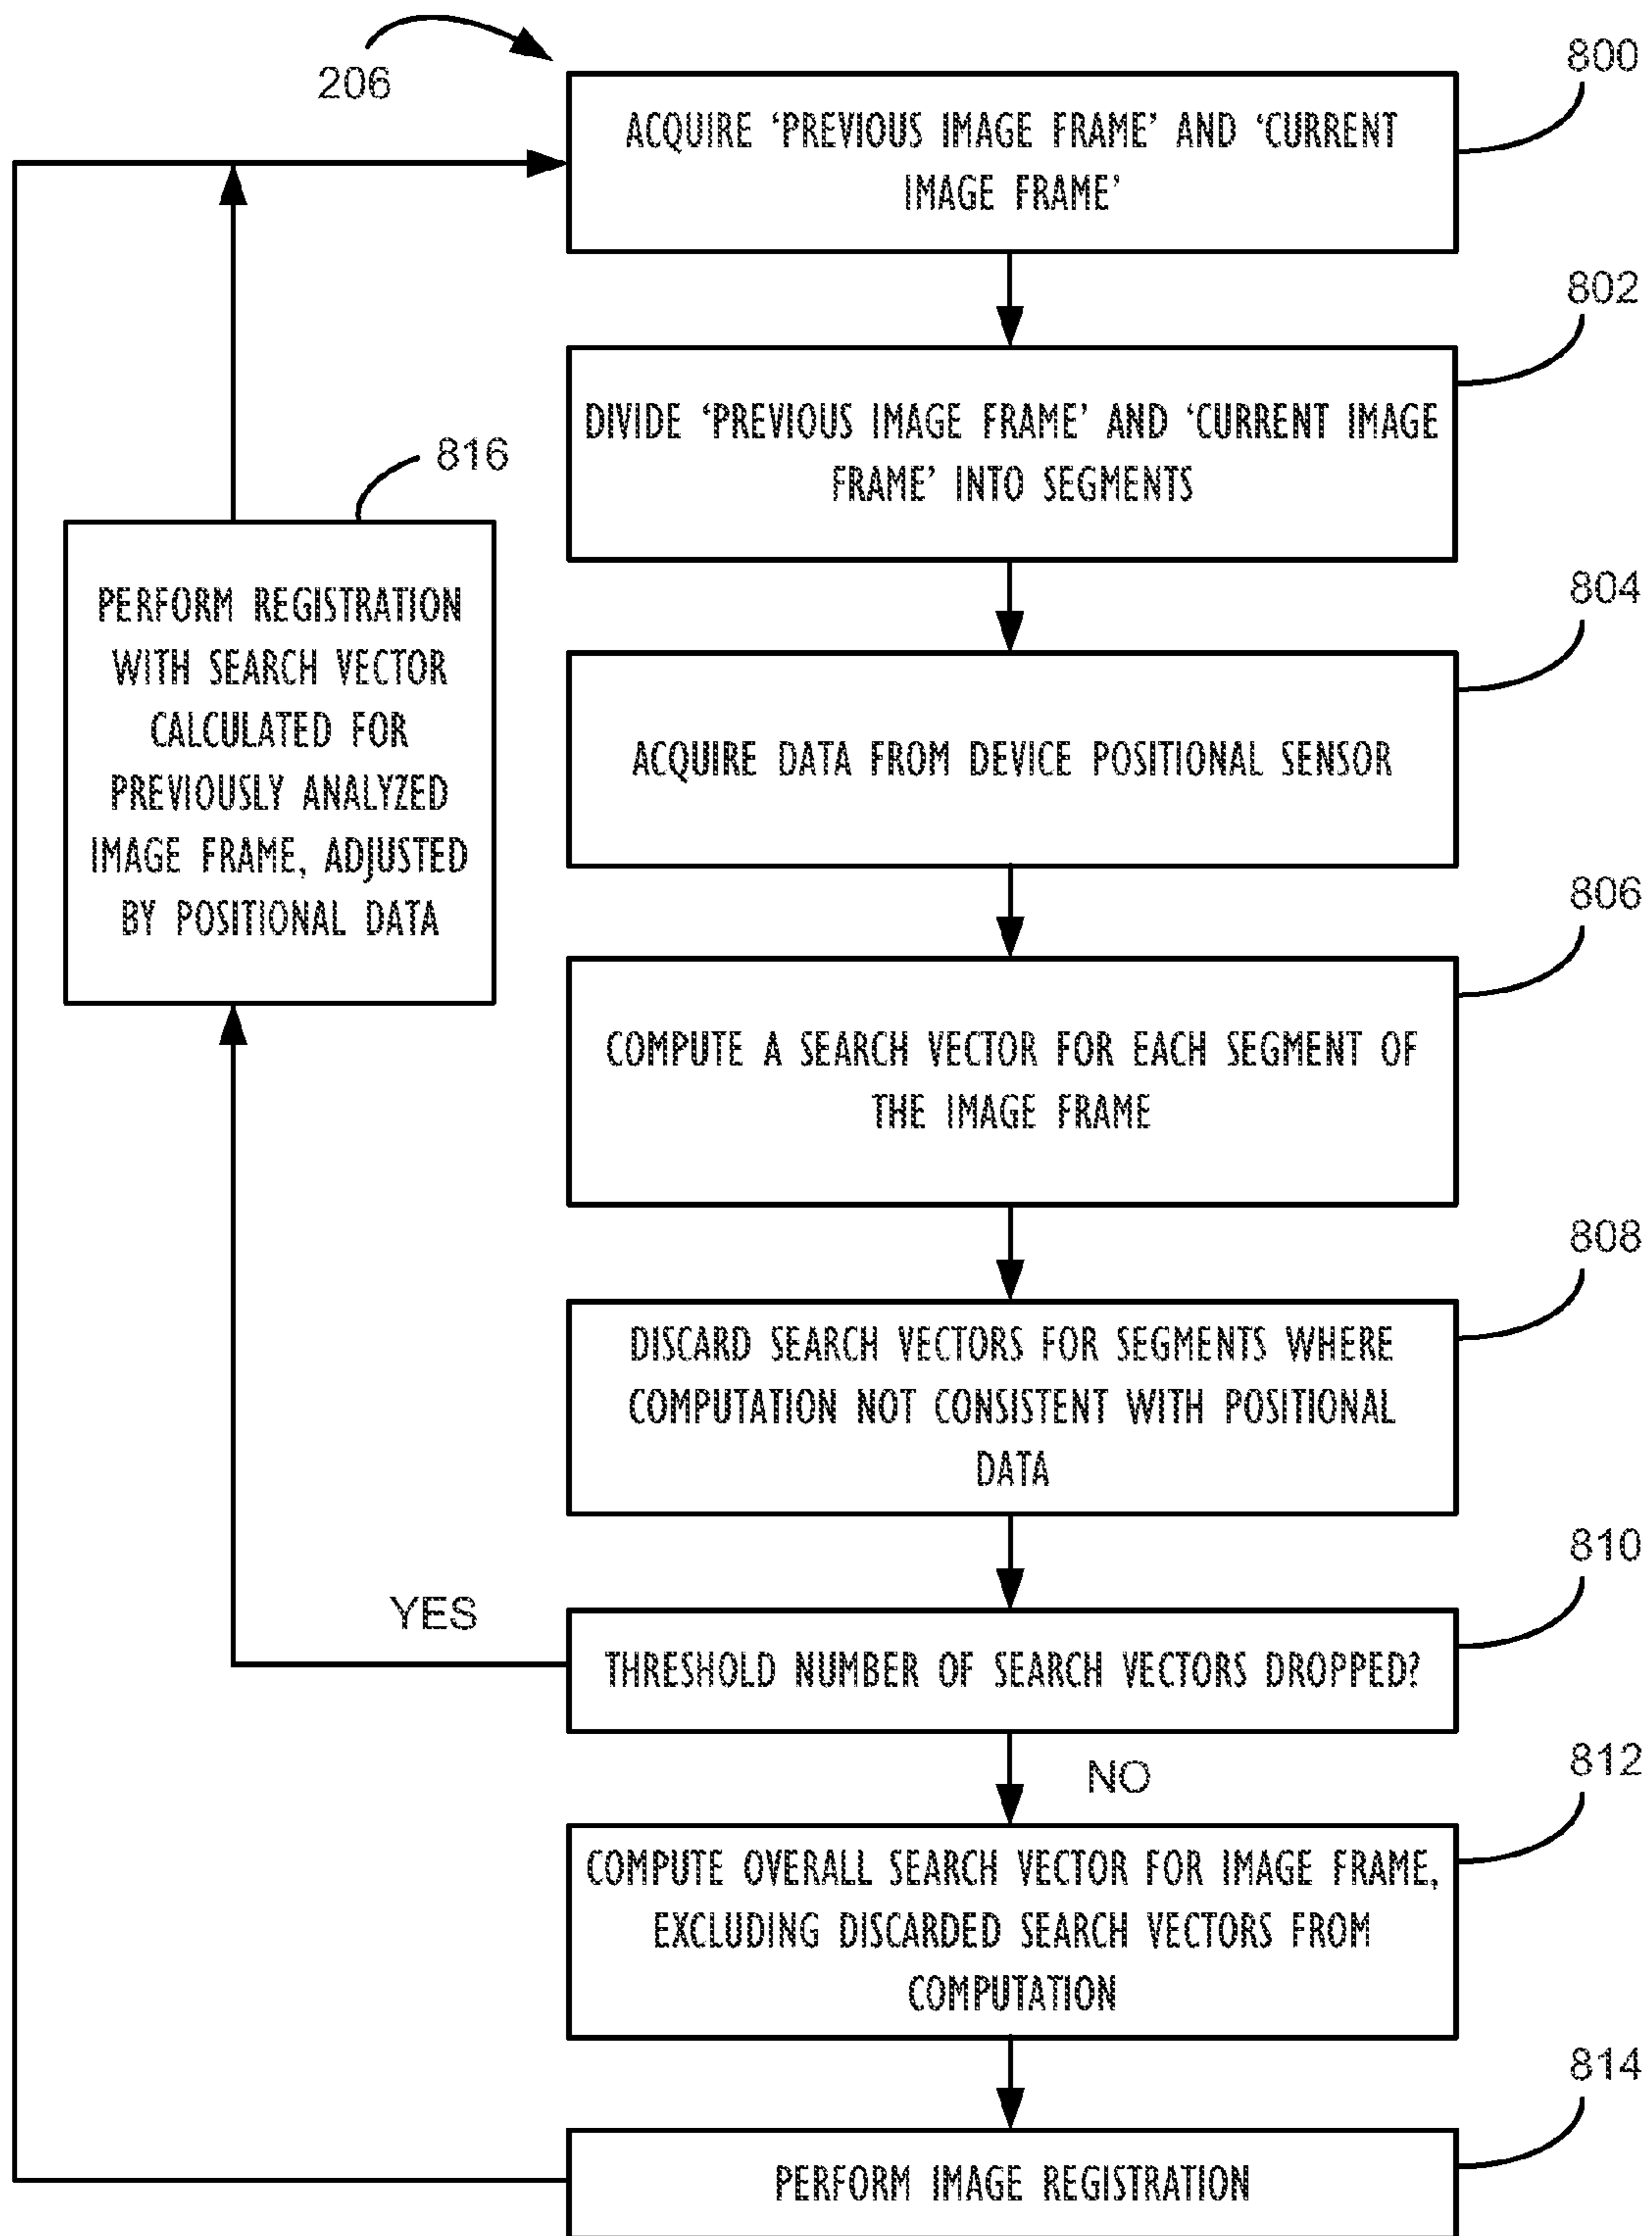 206
800
ACQUIRE ‘PREVIOUS IMAGE FRAME’ AND ‘CURRENT
IMAGE FRAME’
802
DIVIDE ‘PREVIOUS IMAGE FRAME’ AND ‘CURRENT IMAGE
FRAME’ INTO SEGMENTS
804
ACQUIRE DATA FROM DEVICE POSITIONAL SENSOR
806
COMPUTE A SEARCH VECTOR FOR EACH SEGMENT OF
THE IMAGE FRAME
808
DISCARD SEARCH VECTORS FOR SEGMENTS WHERE
COMPUTATION NOT CONSISTENT WITH POSITIONAL
DATA
810
THRESHOLD NUMBER OF SEARCH VECTORS DROPPED?
YES
816
PERFORM REGISTRATION
WITH SEARCH VECTOR
CALCULATED FOR
PREVIOUSLY ANALYZED
IMAGE FRAME, ADJUSTED
BY POSITIONAL DATA
NO
812
COMPUTE OVERALL SEARCH VECTOR FOR IMAGE FRAME,
EXCLUDING DISCARDED SEARCH VECTORS FROM
COMPUTATION
814
PERFORM IMAGE REGISTRATION